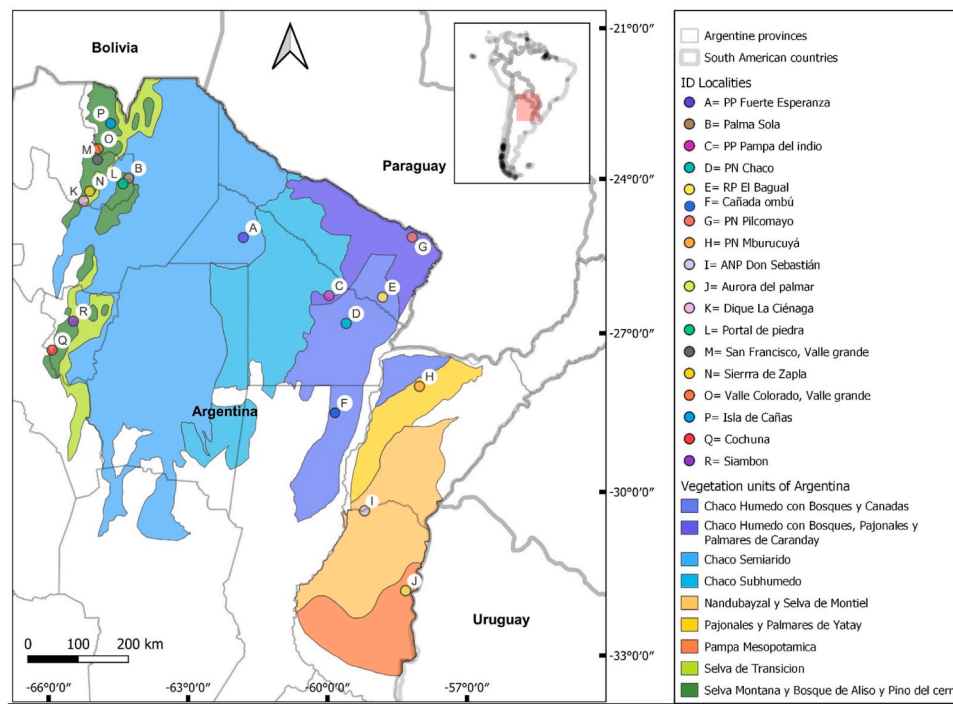 Bolivia
Paraguay
Argentina
Uruguay
P
O
M
L
B
N
K
A
G
C
E
D
R
Q
H
F
I
J
0 100 200 km
-66°0'0"
-63°0'0"
-60°0'0"
-57°0'0"
-21°0'0"
-24°0'0"
-27°0'0"
-30°0'0"
-33°0'0"
Argentine provinces
South American countries
ID Localities
A= PP Fuerte Esperanza
B= Palma Sola
C= PP Pampa del indio
D= PN Chaco
E= RP El Bagual
F= Cañada ombú
G= PN Pilcomayo
H= PN Mburucuyá
I= ANP Don Sebastián
J= Aurora del palmar
K= Dique La Ciénaga
L= Portal de piedra
M= San Francisco, Valle grande
N= Sierrra de Zapla
O= Valle Colorado, Valle grande
P= Isla de Cañas
Q= Cochuna
R= Siambon
Vegetation units of Argentina
Chaco Humedo con Bosques y Canadas
Chaco Humedo con Bosques, Pajonales y
Palmares de Caranday
Chaco Semiarido
Chaco Subhumedo
Nandubayzal y Selva de Montiel
Pajonales y Palmares de Yatay
Pampa Mesopotamica
Selva de Transicion
Selva Montana y Bosque de Aliso y Pino del cerr